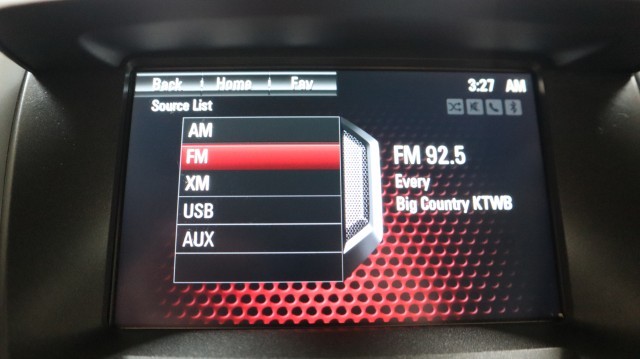 Back Home Fav
3:27 AM
Source List
AM
FM
XM
USB
AUX
FM 92.5
Every
Big Country KTWB